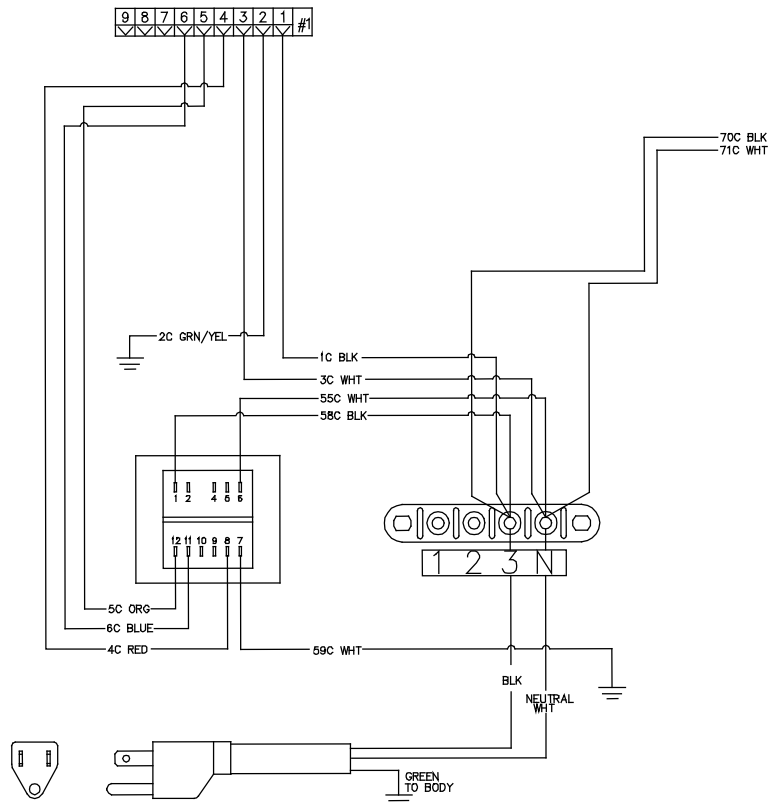 9 8 7 6 5 4 3 2 1 #1
70C BLK
71C WHT
2C GRN/YEL
1C BLK
3C WHT
55C WHT
58C BLK
1 2 4 5 6
12 11 10 9 8 7
1 2 3 N
5C ORG
6C BLUE
4C RED
59C WHT
BLK
NEUTRAL
WHT
GREEN
TO BODY